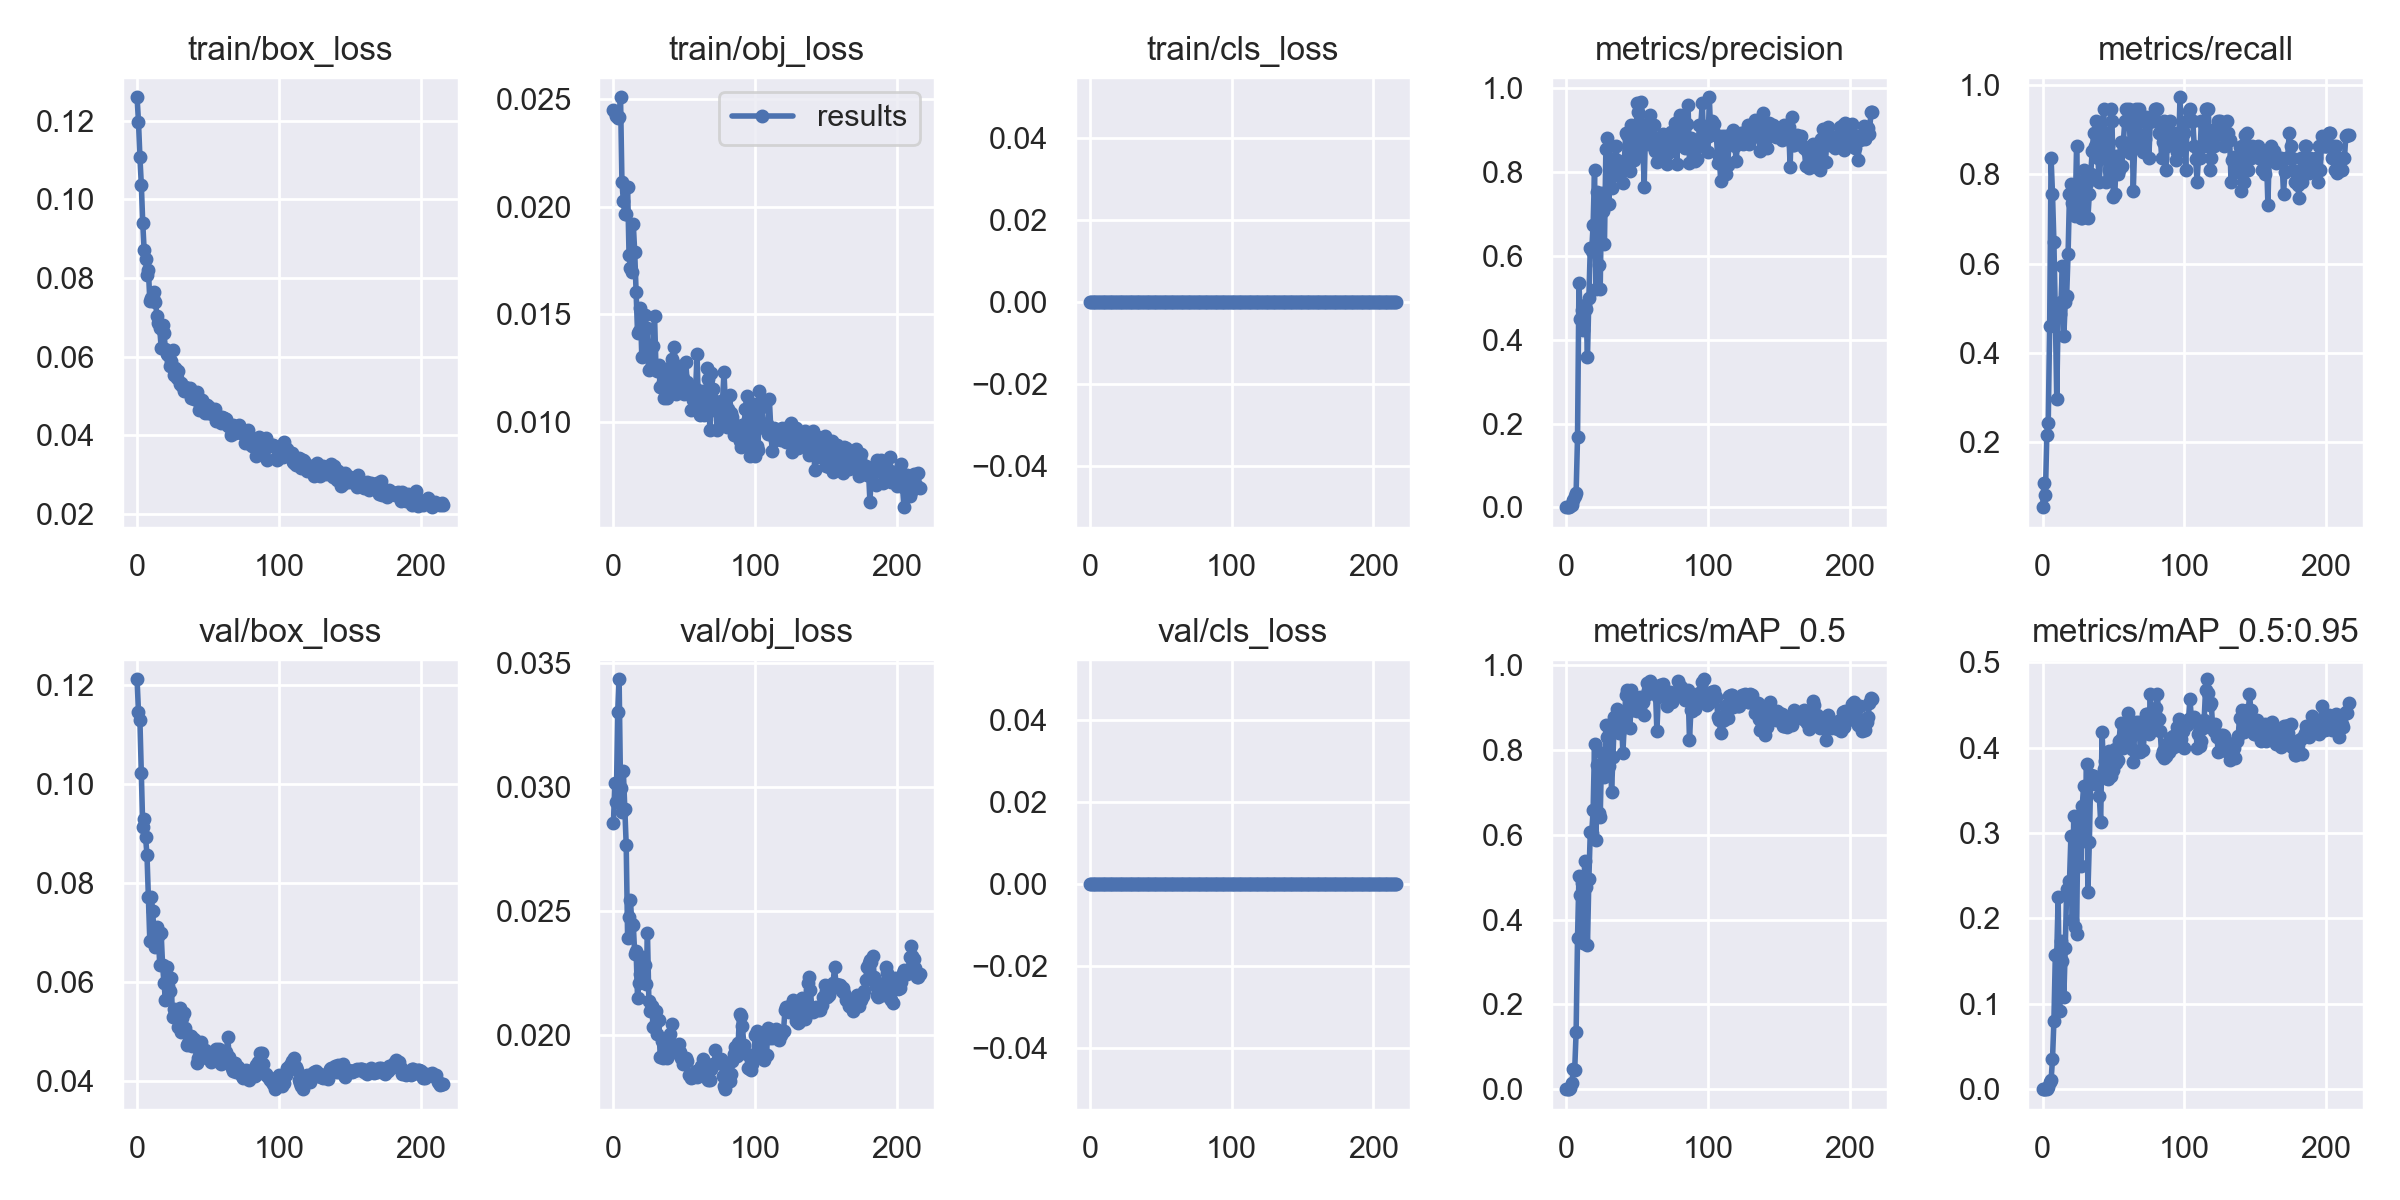 train/box_loss
0.12
0.10
0.08
0.06
0.04
0.02
0 100 200
train/obj_loss
results
0.025
0.020
0.015
0.010
0 100 200
train/cls_loss
0.04
0.02
0.00
−0.02
−0.04
0 100 200
metrics/precision
1.0
0.8
0.6
0.4
0.2
0.0
0 100 200
metrics/recall
1.0
0.8
0.6
0.4
0.2
0 100 200
val/box_loss
0.12
0.10
0.08
0.06
0.04
0 100 200
val/obj_loss
0.035
0.030
0.025
0.020
0 100 200
val/cls_loss
0.04
0.02
0.00
−0.02
−0.04
0 100 200
metrics/mAP_0.5
1.0
0.8
0.6
0.4
0.2
0.0
0 100 200
metrics/mAP_0.5:0.95
0.5
0.4
0.3
0.2
0.1
0.0
0 100 200